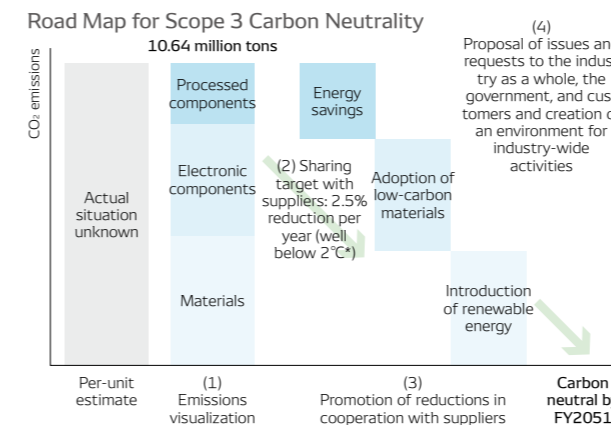 Road Map for Scope 3 Carbon Neutrality
CO₂ emissions
10.64 million tons
Actual
situation
unknown
Processed
components
Electronic
components
Materials
Energy
savings
(2) Sharing
target with
suppliers: 2.5%
reduction per
year (well
below 2℃*)
Adoption of
low-carbon
materials
Introduction
of renewable
energy
(4)
Proposal of issues an
requests to the indus
try as a whole, the
government, and cus
tomers and creation o
an environment for
industry-wide
activities
Per-unit
estimate
(1)
Emissions
visualization
(3)
Promotion of reductions in
cooperation with suppliers
Carbon
neutral b
FY2051